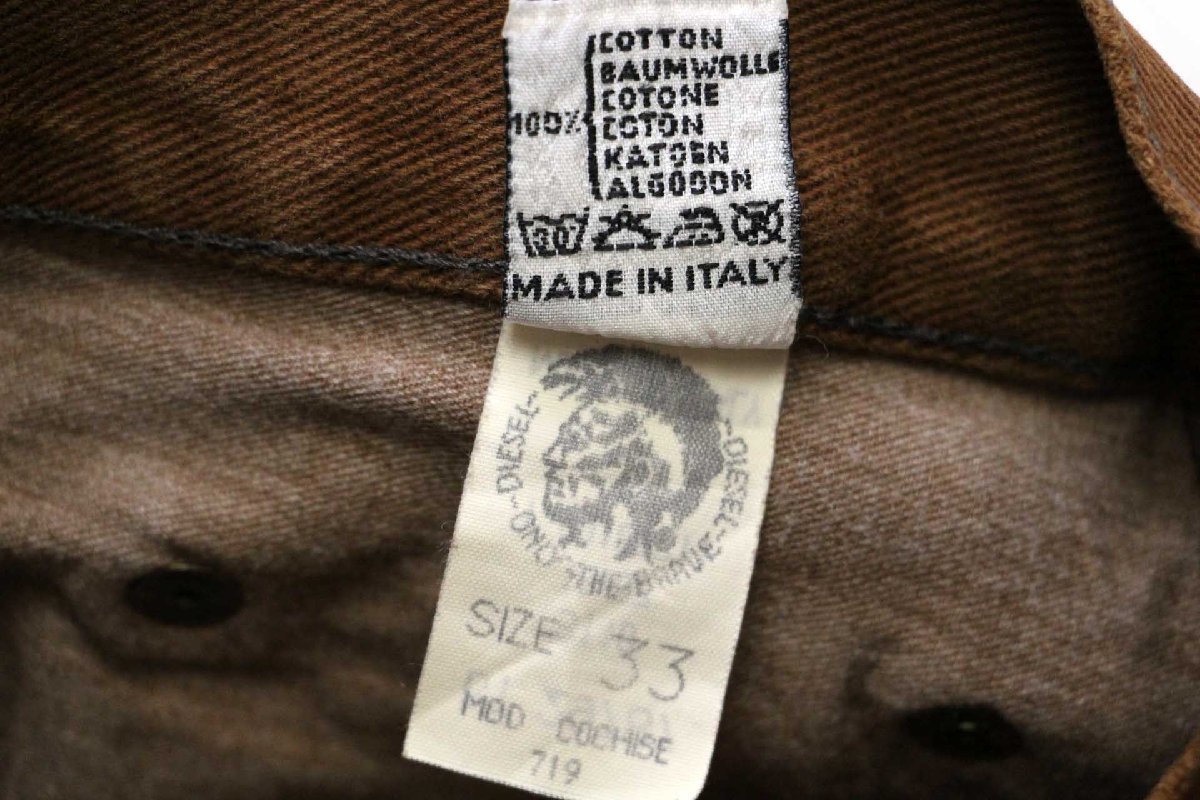 100%
COTTON
BAUMWOLLE
COTONE
COTON
KATOEN
ALGODON
30
MADE IN ITALY
DIESEL
ONLY THE BRAVE
DIESEL
SIZE 33
MOD COCHISE
719